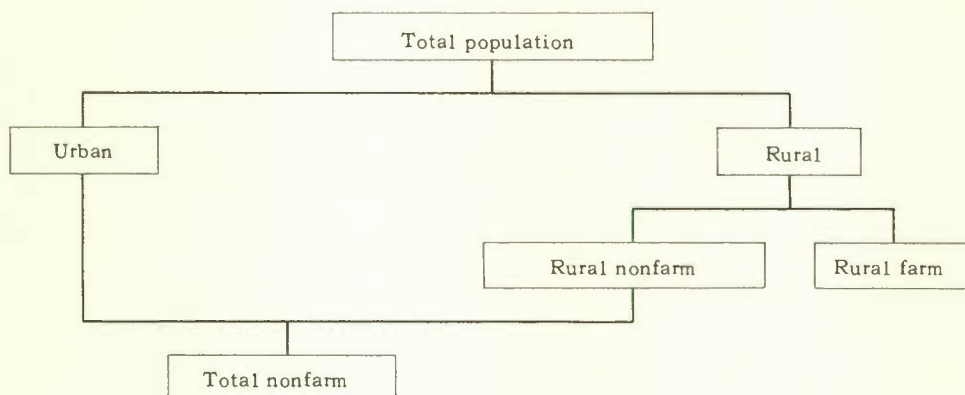 Total population
Urban
Rural
Rural nonfarm
Rural farm
Total nonfarm